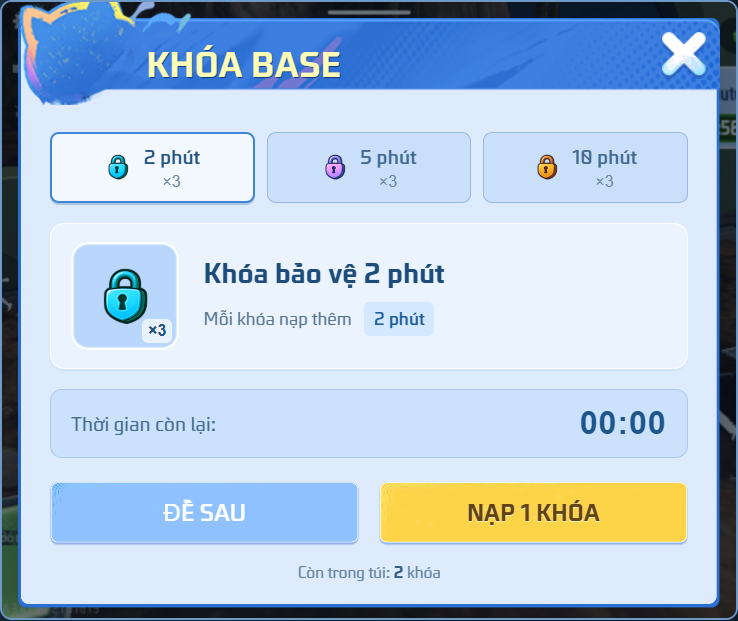 KHÓA BASE
2 phút
×3
5 phút
×3
10 phút
×3
Khóa bảo vệ 2 phút
×3
Mỗi khóa nạp thêm 2 phút
Thời gian còn lại: 00:00
ĐỂ SAU
NẠP 1 KHÓA
Còn trong túi: 2 khóa